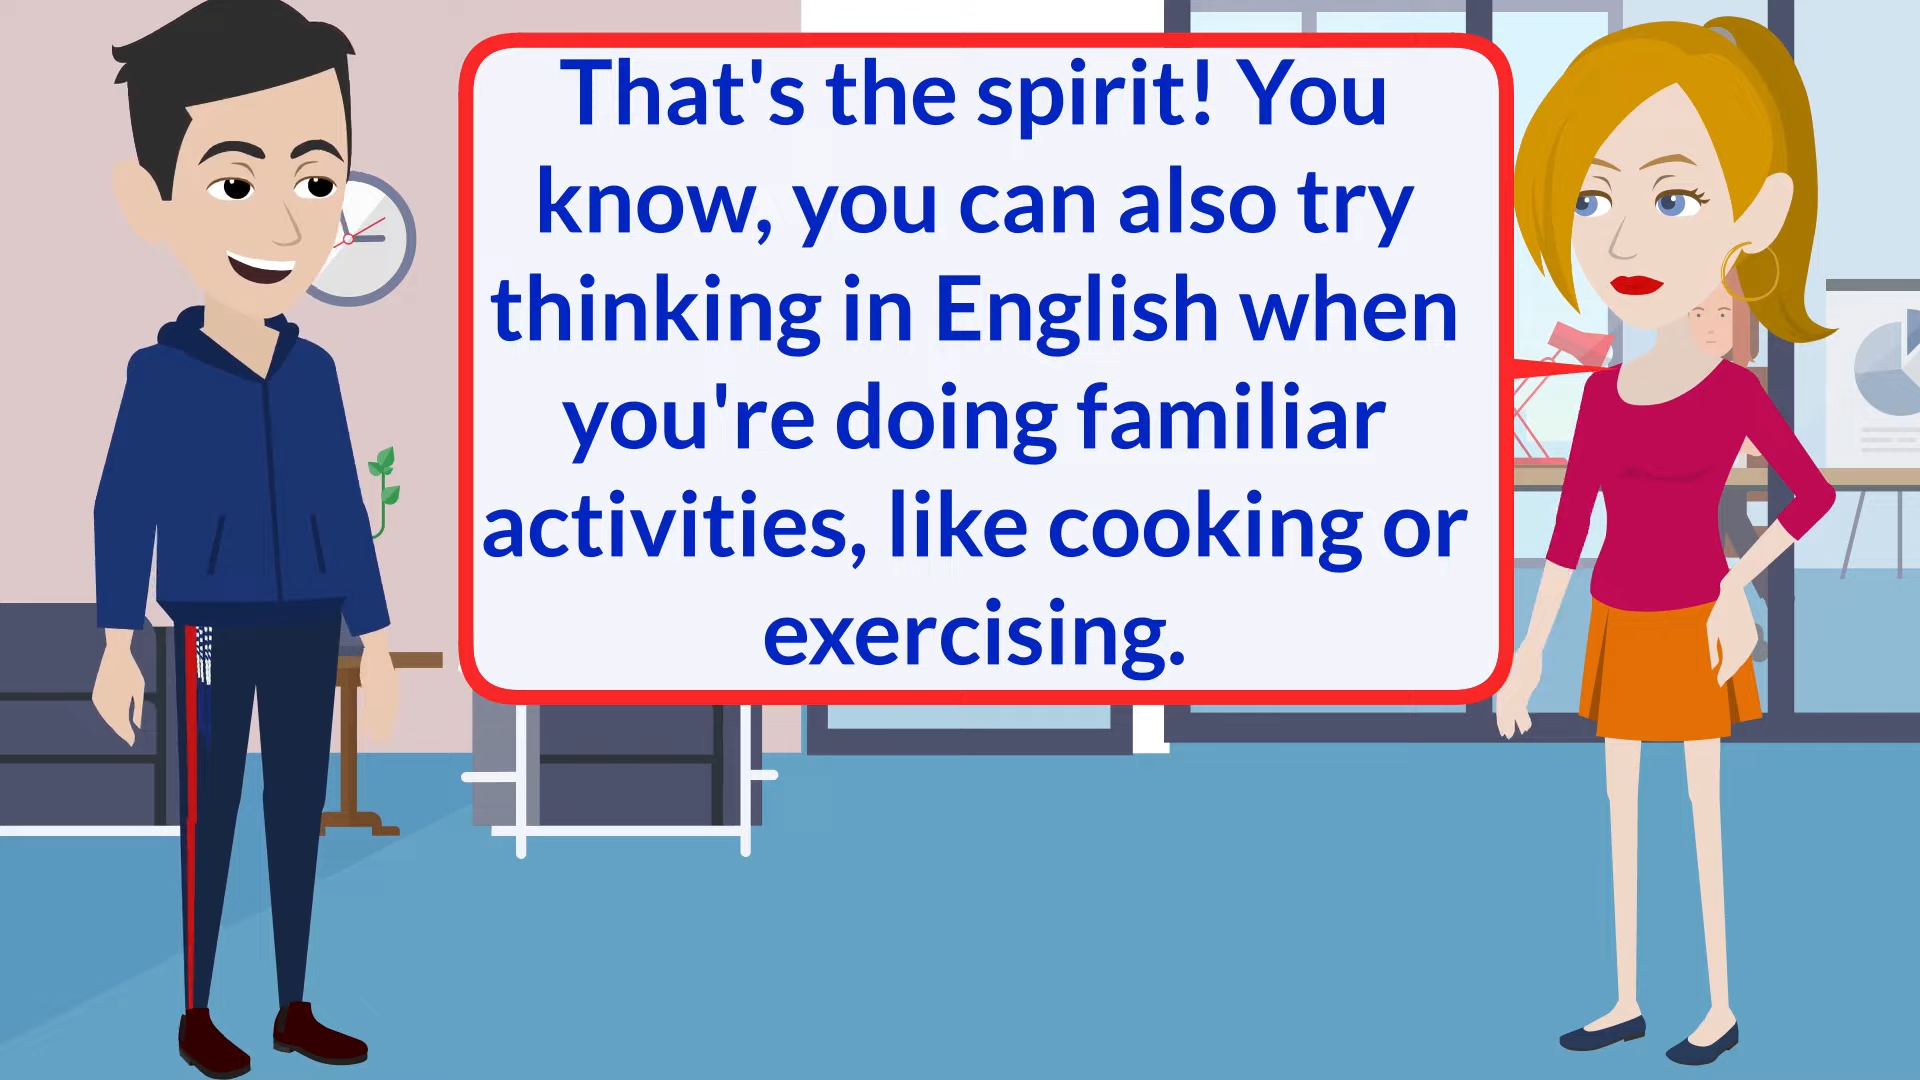 That's the spirit! You
know, you can also try
thinking in English when
you're doing familiar
activities, like cooking or
exercising.